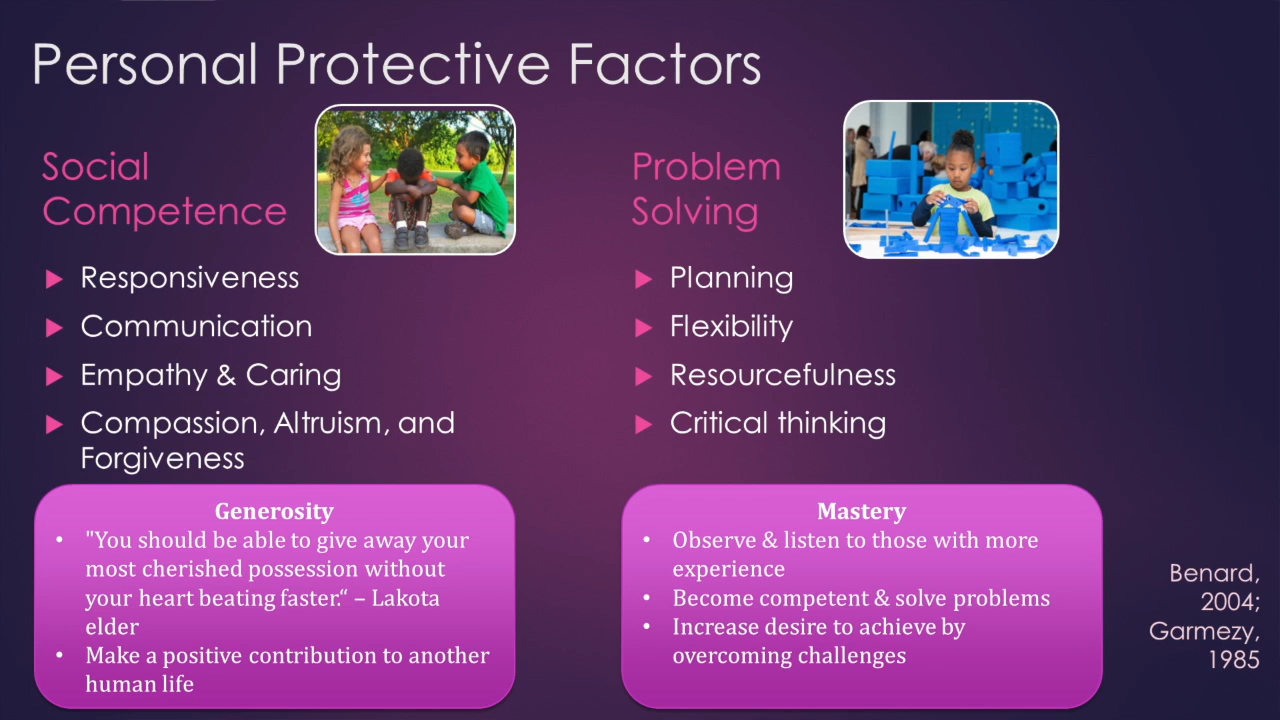 Personal Protective Factors
Social
Competence
Responsiveness
Communication
Empathy & Caring
Compassion, Altruism, and
Forgiveness
Generosity
• "You should be able to give away your
most cherished possession without
your heart beating faster.“ – Lakota
elder
• Make a positive contribution to another
human life
Problem
Solving
Planning
Flexibility
Resourcefulness
Critical thinking
Mastery
• Observe & listen to those with more
experience
• Become competent & solve problems
• Increase desire to achieve by
overcoming challenges
Benard,
2004;
Garmezy,
1985